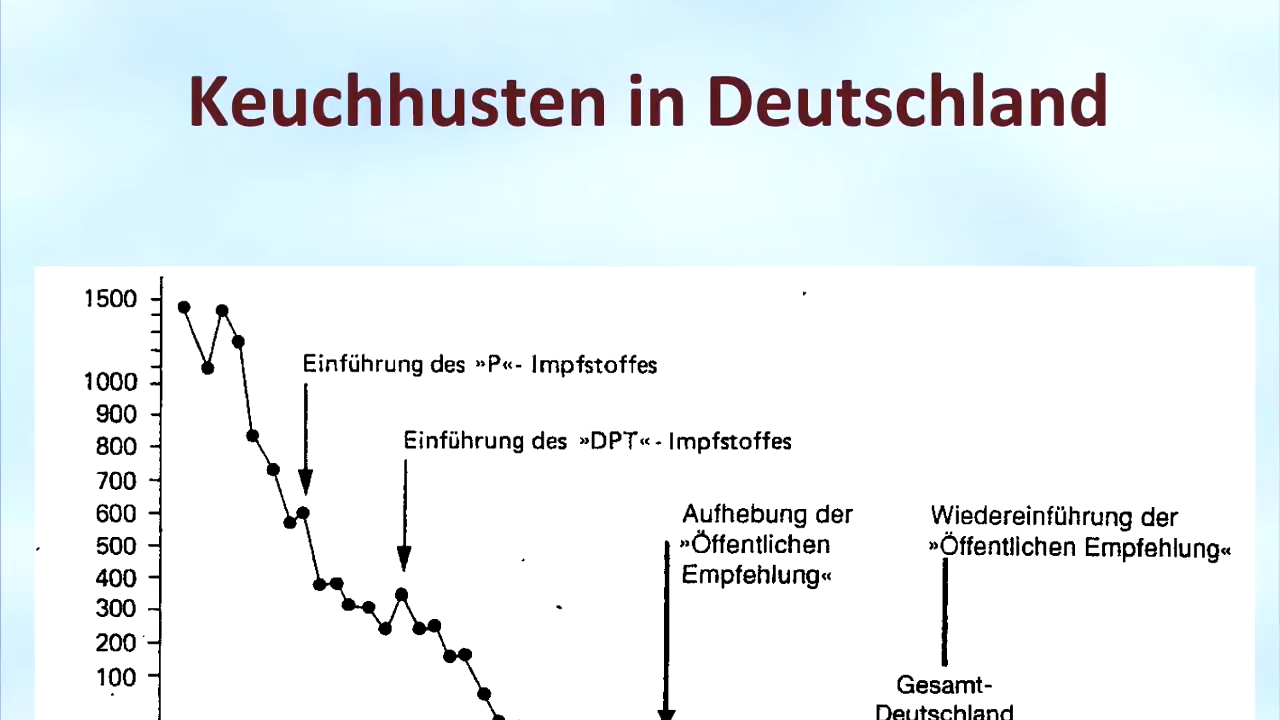 Keuchhusten in Deutschland
1500
1000
900
800
700
600
500
400
300
200
100
Einführung des »P«- Impfstoffes
Einführung des »DPT«- Impfstoffes
Aufhebung der
»Öffentlichen
Empfehlung«
Wiedereinführung der
»Öffentlichen Empfehlung«
Gesamt-
Deutschland